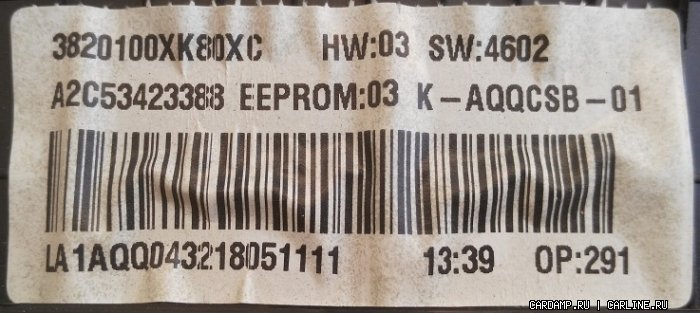 3820100XK80XC HW:03 SW:4602
A2C53423388 EEPROM:03 K-AQQCSB-01
LA1AQQ043218051111 13:39 OP:291
CARDAMP.RU | CARLINE.RU